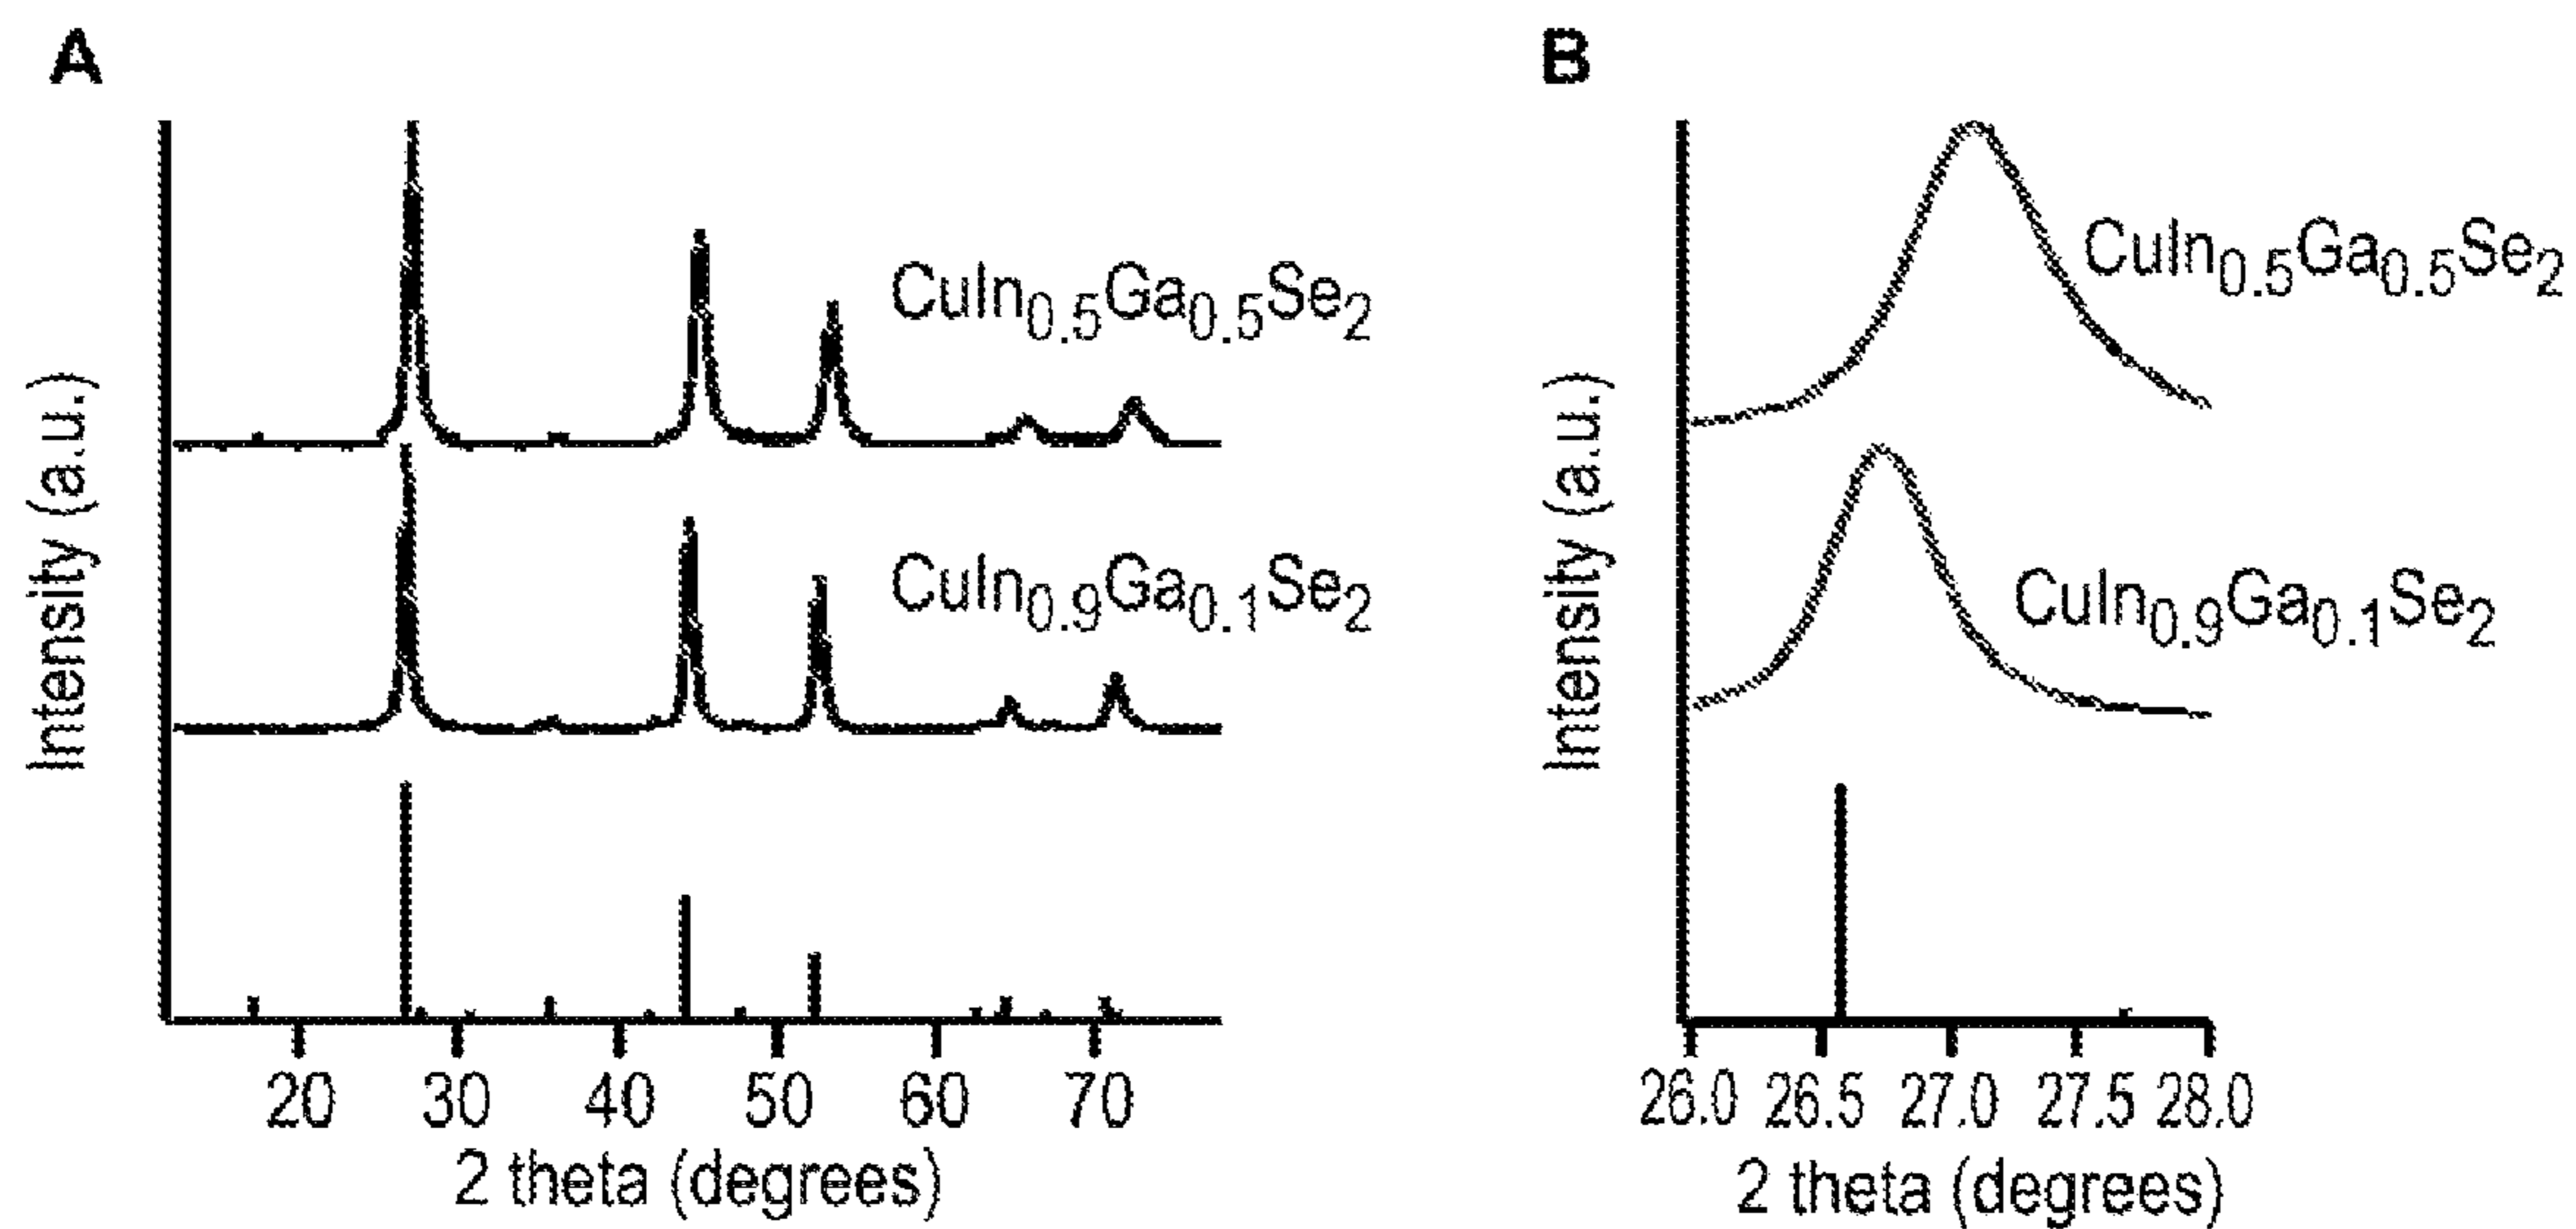 A
Intensity (a.u.)
CuIn0.5Ga0.5Se2
CuIn0.9Ga0.1Se2
20 30 40 50 60 70
2 theta (degrees)
B
Intensity (a.u.)
CuIn0.5Ga0.5Se2
CuIn0.9Ga0.1Se2
26.0 26.5 27.0 27.5 28.0
2 theta (degrees)